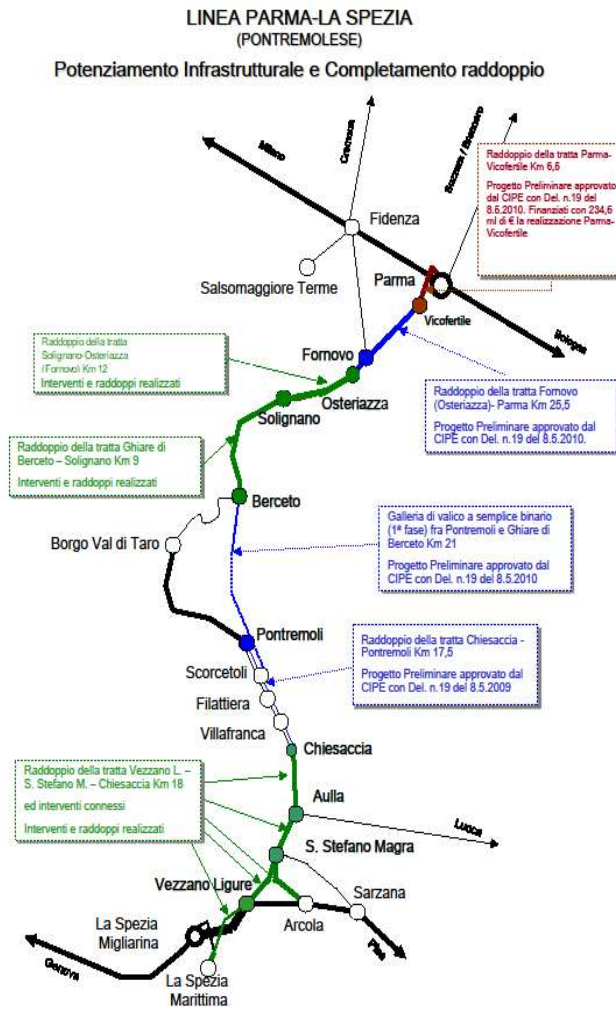 LINEA PARMA-LA SPEZIA
(PONTREMOLESE)
Potenziamento Infrastrutturale e Completamento raddoppio
Milano
Cremona
Suzzara / Brennero
Raddoppio della tratta Parma-
Vicofertile Km 6,5
Progetto Preliminare approvato
dal CIPE con Del. n.19 del
8.5.2010. Finanziati con 234,6
ml di € la realizzazione Parma-
Vicofertile
Fidenza
Salsomaggiore Terme
Parma
Vicofertile
Bologna
Raddoppio della tratta
Solignano-Osteriazza
(Fornovo) Km 12
Interventi e raddoppi realizzati
Fornovo
Osteriazza
Solignano
Raddoppio della tratta Fornovo
(Osteriazza)- Parma Km 25,5
Progetto Preliminare approvato dal
CIPE con Del. n.19 del 8.5.2010.
Raddoppio della tratta Ghiare di
Berceto – Solignano Km 9
Interventi e raddoppi realizzati
Berceto
Borgo Val di Taro
Galleria di valico a semplice binario
(1ª fase) fra Pontremoli e Ghiare di
Berceto Km 21
Progetto Preliminare approvato dal
CIPE con Del. n.19 del 8.5.2010
Pontremoli
Scorcetoli
Filattiera
Villafranca
Chiesaccia
Raddoppio della tratta Chiesaccia -
Pontremoli Km 17,5
Progetto Preliminare approvato dal
CIPE con Del. n.19 del 8.5.2009
Raddoppio della tratta Vezzano L. –
S. Stefano M. – Chiesaccia Km 18
ed interventi connessi
Interventi e raddoppi realizzati
Aulla
Lucca
S. Stefano Magra
Vezzano Ligure
Sarzana
Arcola
La Spezia
Migliarina
Pisa
Genova
La Spezia
Marittima